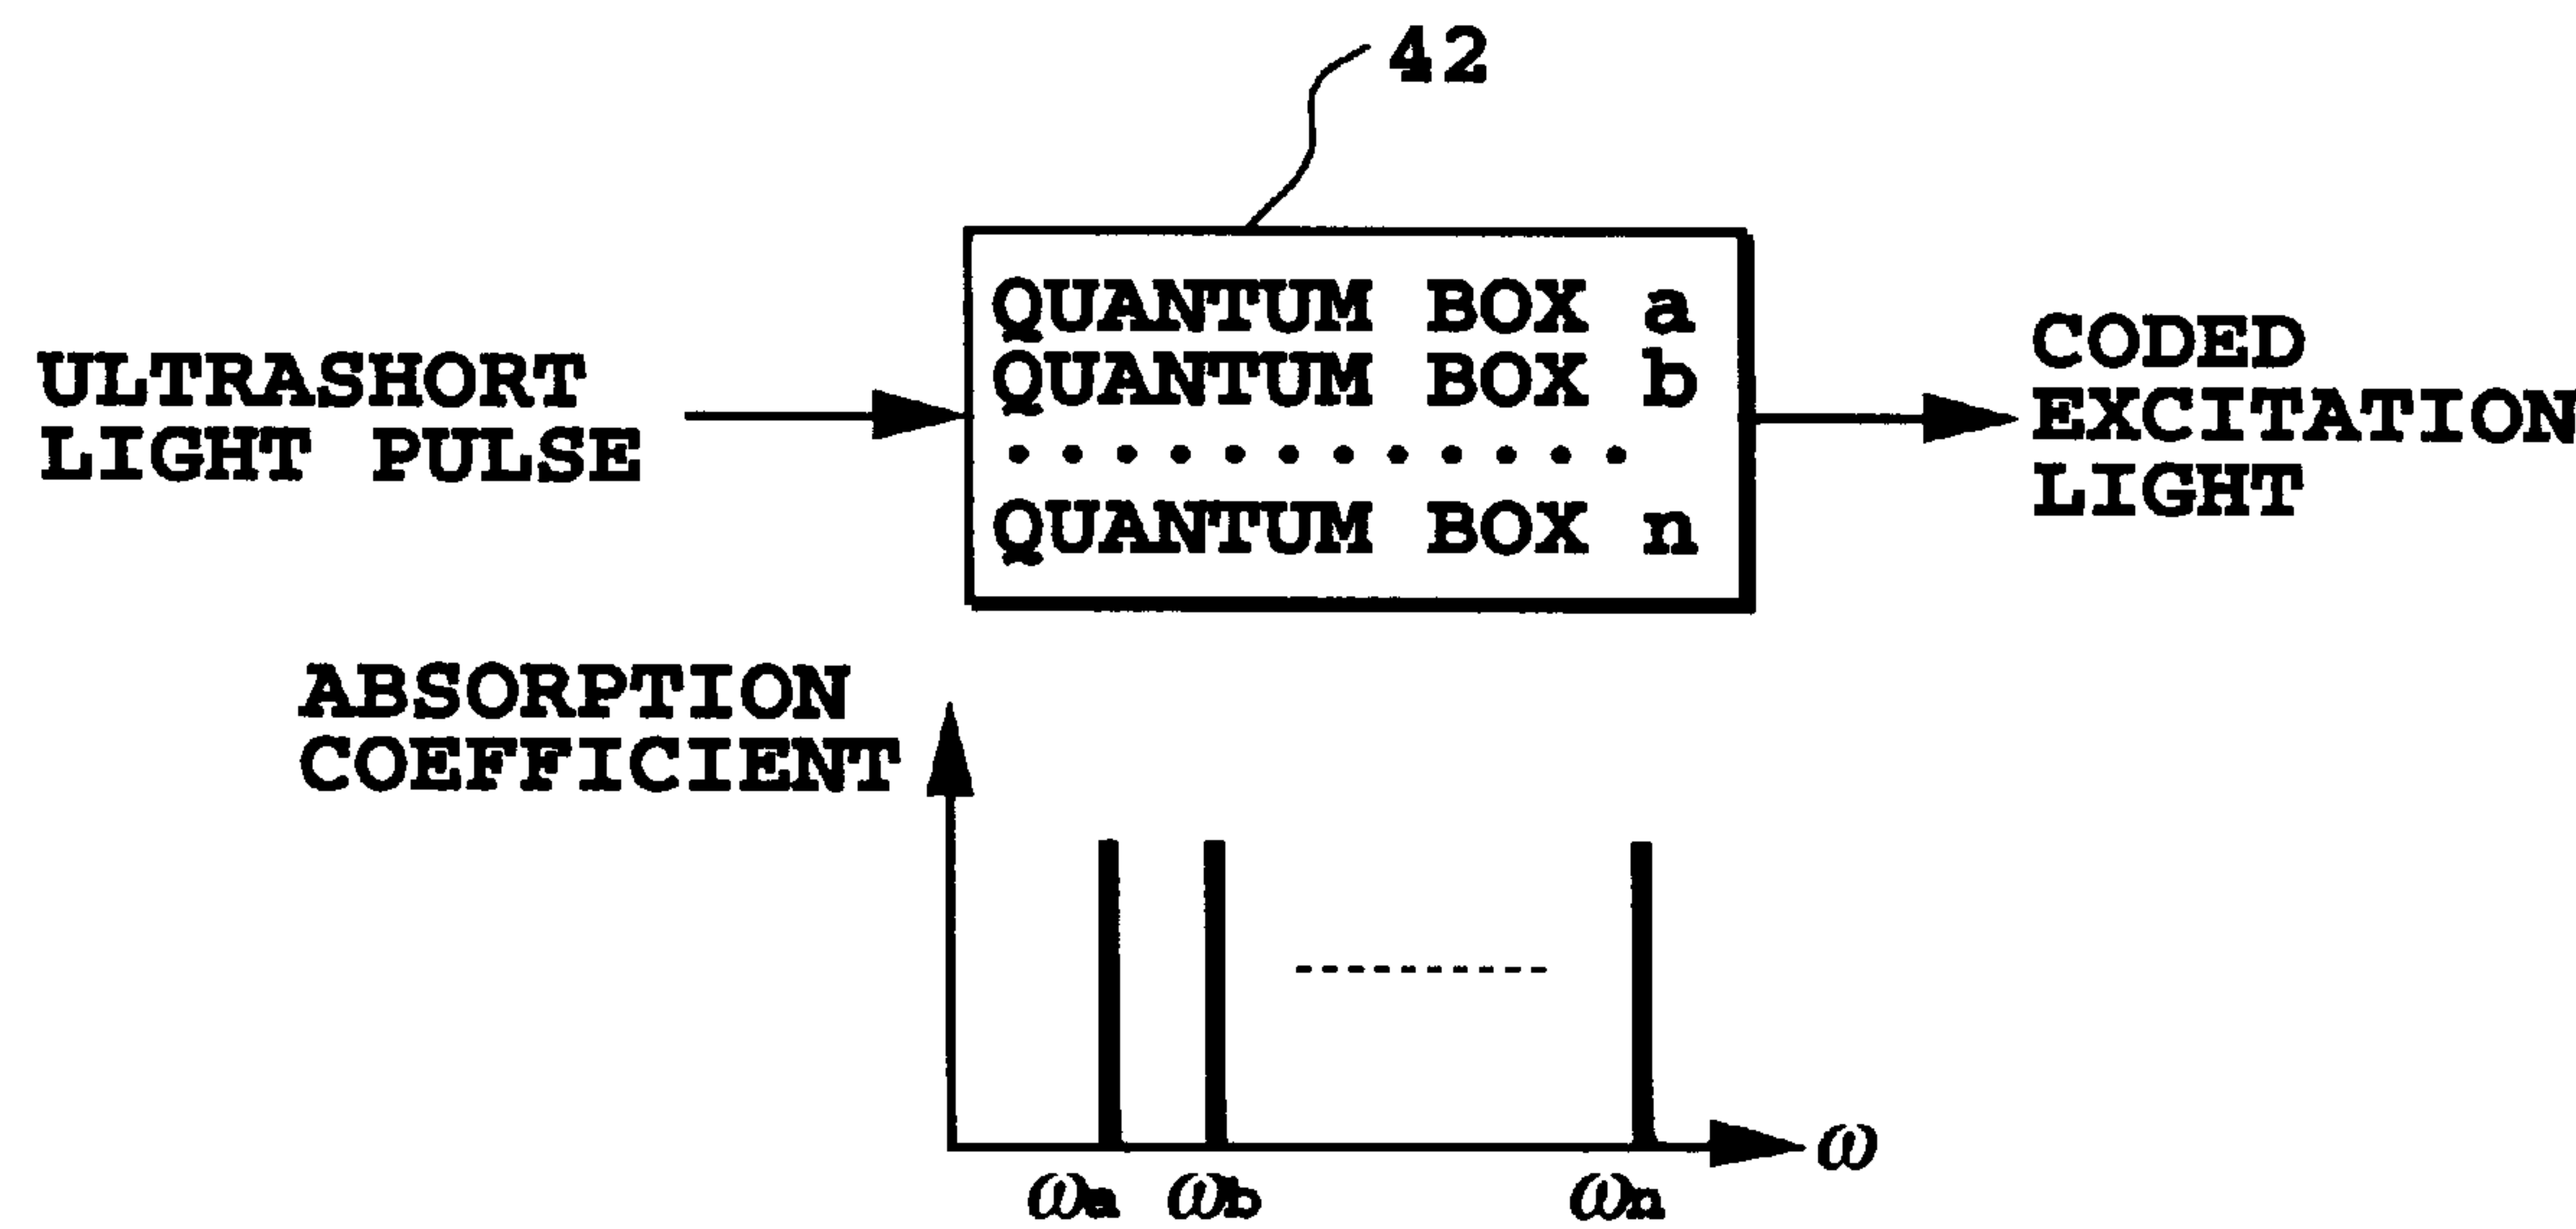 42
ULTRASHORT
LIGHT PULSE
QUANTUM BOX a
QUANTUM BOX b
............
QUANTUM BOX n
CODED
EXCITATION
LIGHT
ABSORPTION
COEFFICIENT
ωa ωb ωn
ω